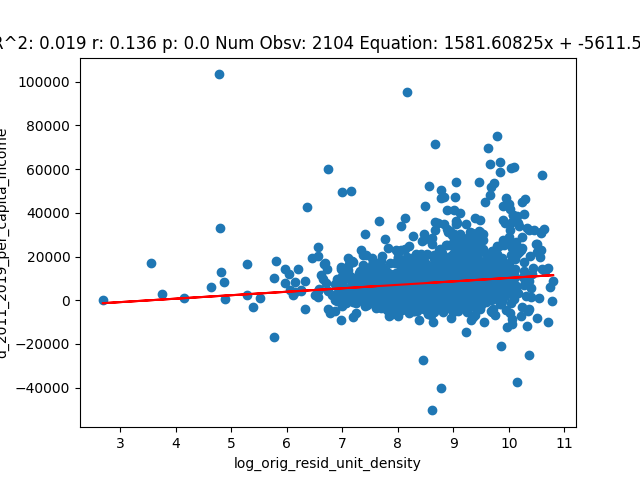 R^2: 0.019 r: 0.136 p: 0.0 Num Obsv: 2104 Equation: 1581.60825x + -5611.5
100000
80000
60000
40000
20000
0
−20000
−40000
d_2011_2019_per_capita_income
3 4 5 6 7 8 9 10 11
log_orig_resid_unit_density